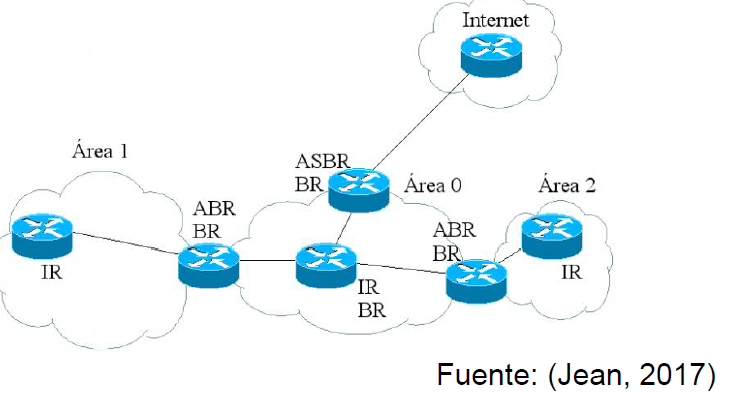 Internet
Área 1
ASBR
BR
Área 0
Área 2
ABR
BR
ABR
BR
IR
IR
BR
IR
Fuente: (Jean, 2017)